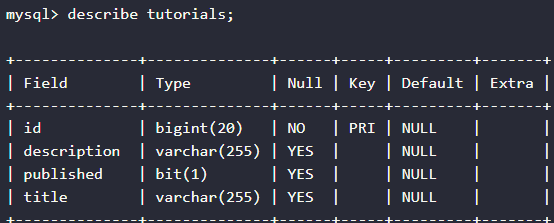 mysql> describe tutorials;
+-------------+--------------+------+-----+---------+-------+
| Field       | Type         | Null | Key | Default | Extra |
+-------------+--------------+------+-----+---------+-------+
| id          | bigint(20)   | NO   | PRI | NULL    |       |
| description | varchar(255) | YES  |     | NULL    |       |
| published   | bit(1)       | YES  |     | NULL    |       |
| title       | varchar(255) | YES  |     | NULL    |       |
+-------------+--------------+------+-----+---------+-------+